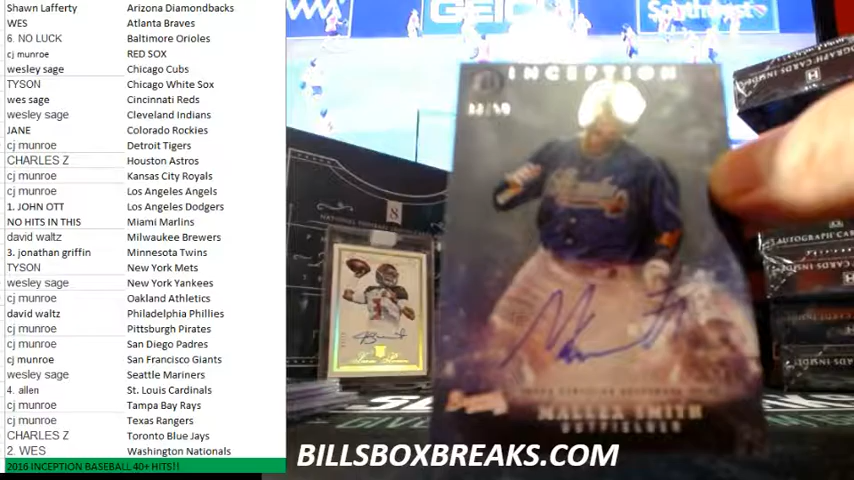 Shawn Lafferty Arizona Diamondbacks
WES Atlanta Braves
6. NO LUCK Baltimore Orioles
cj munroe RED SOX
wesley sage Chicago Cubs
TYSON Chicago White Sox
wes sage Cincinnati Reds
wesley sage Cleveland Indians
JANE Colorado Rockies
cj munroe Detroit Tigers
CHARLES Z Houston Astros
cj munroe Kansas City Royals
cj munroe Los Angeles Angels
1. JOHN OTT Los Angeles Dodgers
NO HITS IN THIS Miami Marlins
david waltz Milwaukee Brewers
3. jonathan griffin Minnesota Twins
TYSON New York Mets
wesley sage New York Yankees
cj munroe Oakland Athletics
david waltz Philadelphia Phillies
cj munroe Pittsburgh Pirates
cj munroe San Diego Padres
cj munroe San Francisco Giants
wesley sage Seattle Mariners
4. allen St. Louis Cardinals
cj munroe Tampa Bay Rays
cj munroe Texas Rangers
CHARLES Z Toronto Blue Jays
2. WES Washington Nationals
2016 INCEPTION BASEBALL 40+ HITS!!
GEICO
Southwest
INCEPTION
MALLEX SMITH
OUTFIELDER
8
BILLSBOXBREAKS.COM